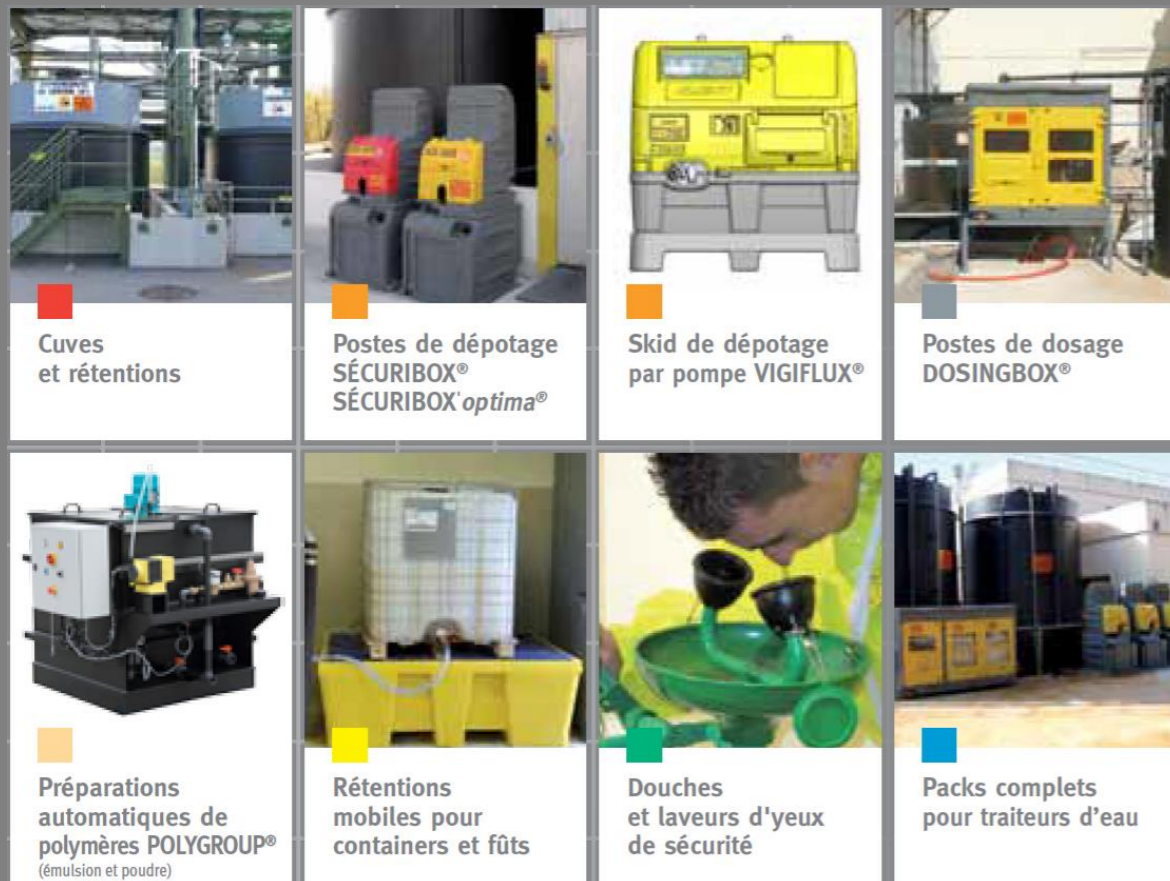 Cuves
et rétentions
Postes de dépotage
SÉCURIBOX®
SÉCURIBOX'optima®
Skid de dépotage
par pompe VIGIFLUX®
Postes de dosage
DOSINGBOX®
Préparations
automatiques de
polymères POLYGROUP®
(émulsion et poudre)
Rétentions
mobiles pour
containers et fûts
Douches
et laveurs d'yeux
de sécurité
Packs complets
pour traiteurs d’eau